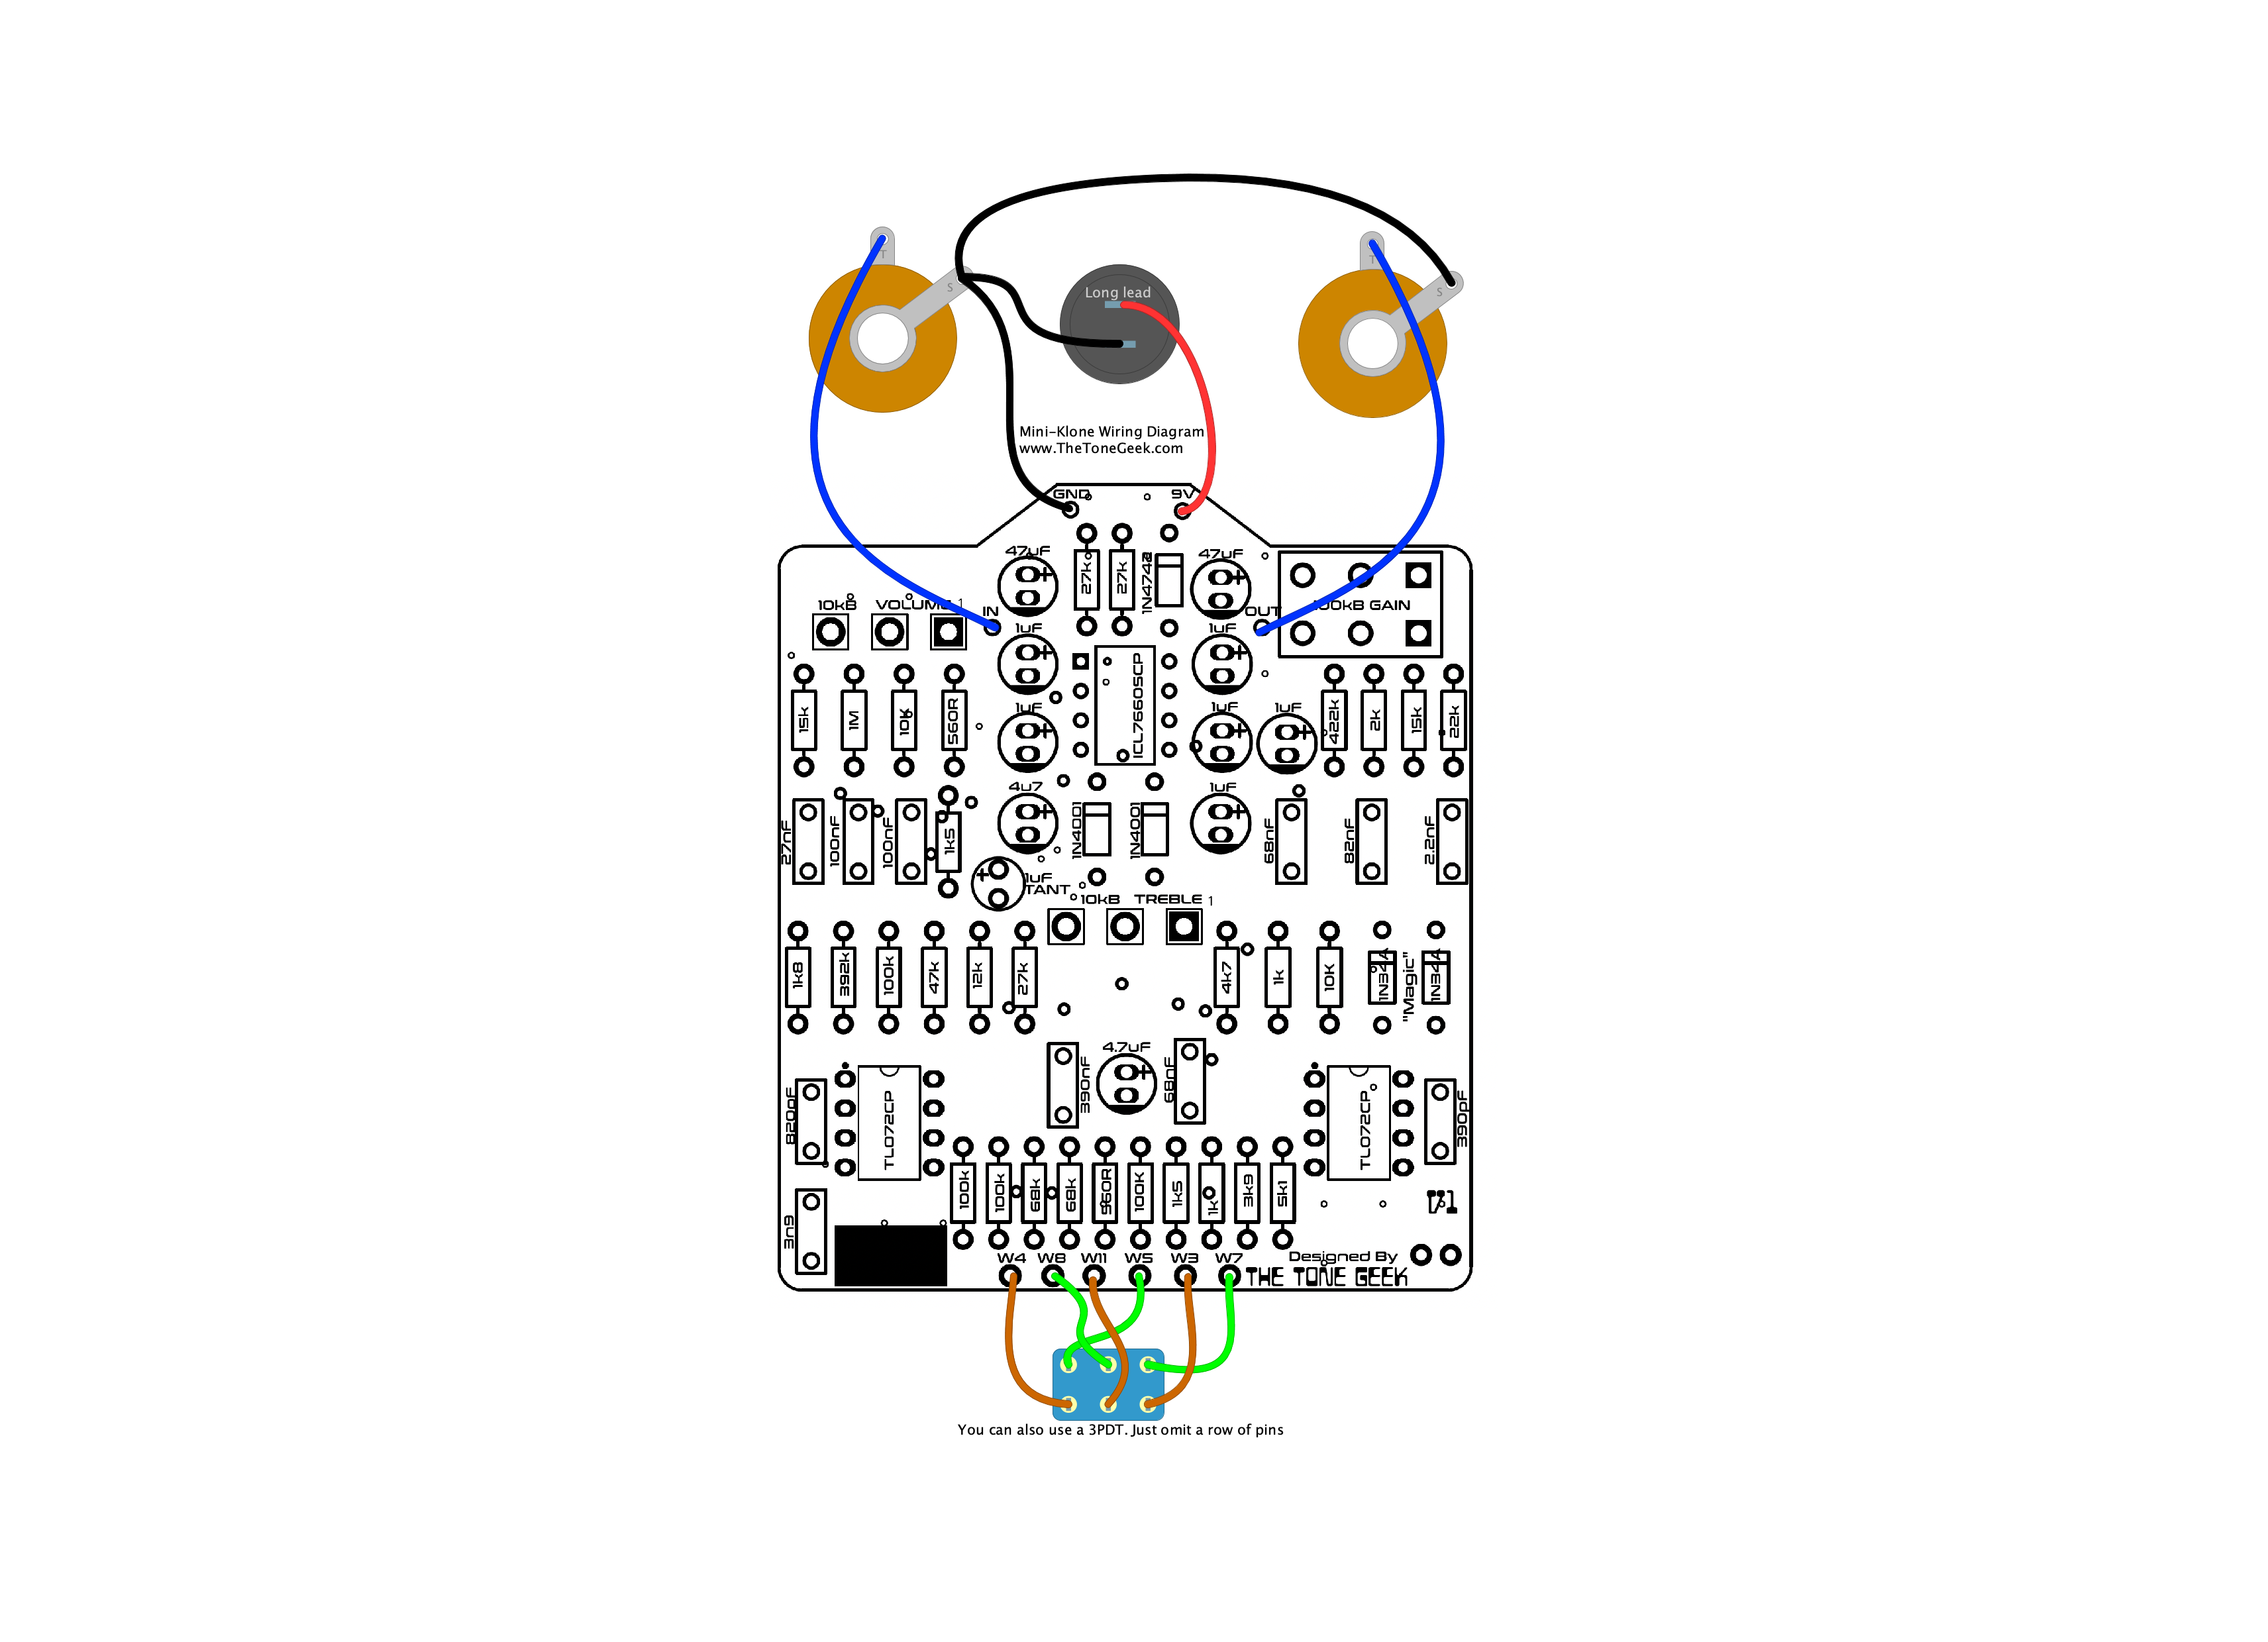 T
S
Long lead
T
S
Mini-Klone Wiring Diagram
www.TheToneGeek.com
GND
9V
47uF
27k
27k
1N4742
47uF
10kB
VOLUME 1
IN
OUT
100kB GAIN
1uF
ICL7660SCP
1uF
15k
1M
10k
560R
1uF
1uF
1uF
422k
2k
15k
22k
27nF
100nF
100nF
1k5
4u7
1N4001
1N4001
1uF
68nF
82nF
2.2nF
1uF
TANT
10kB
TREBLE 1
1k8
392k
100k
47k
12k
27k
4k7
1k
10K
1N34A
"Magic"
1N34A
820pF
TL072CP
390nF
4.7uF
68nF
TL072CP
390pF
3n9
100k
100k
68k
68k
560R
100K
1k5
1k
3k9
5k1
W4
W8
W11
W5
W3
W7
Designed By
THE TONE GEEK
You can also use a 3PDT. Just omit a row of pins